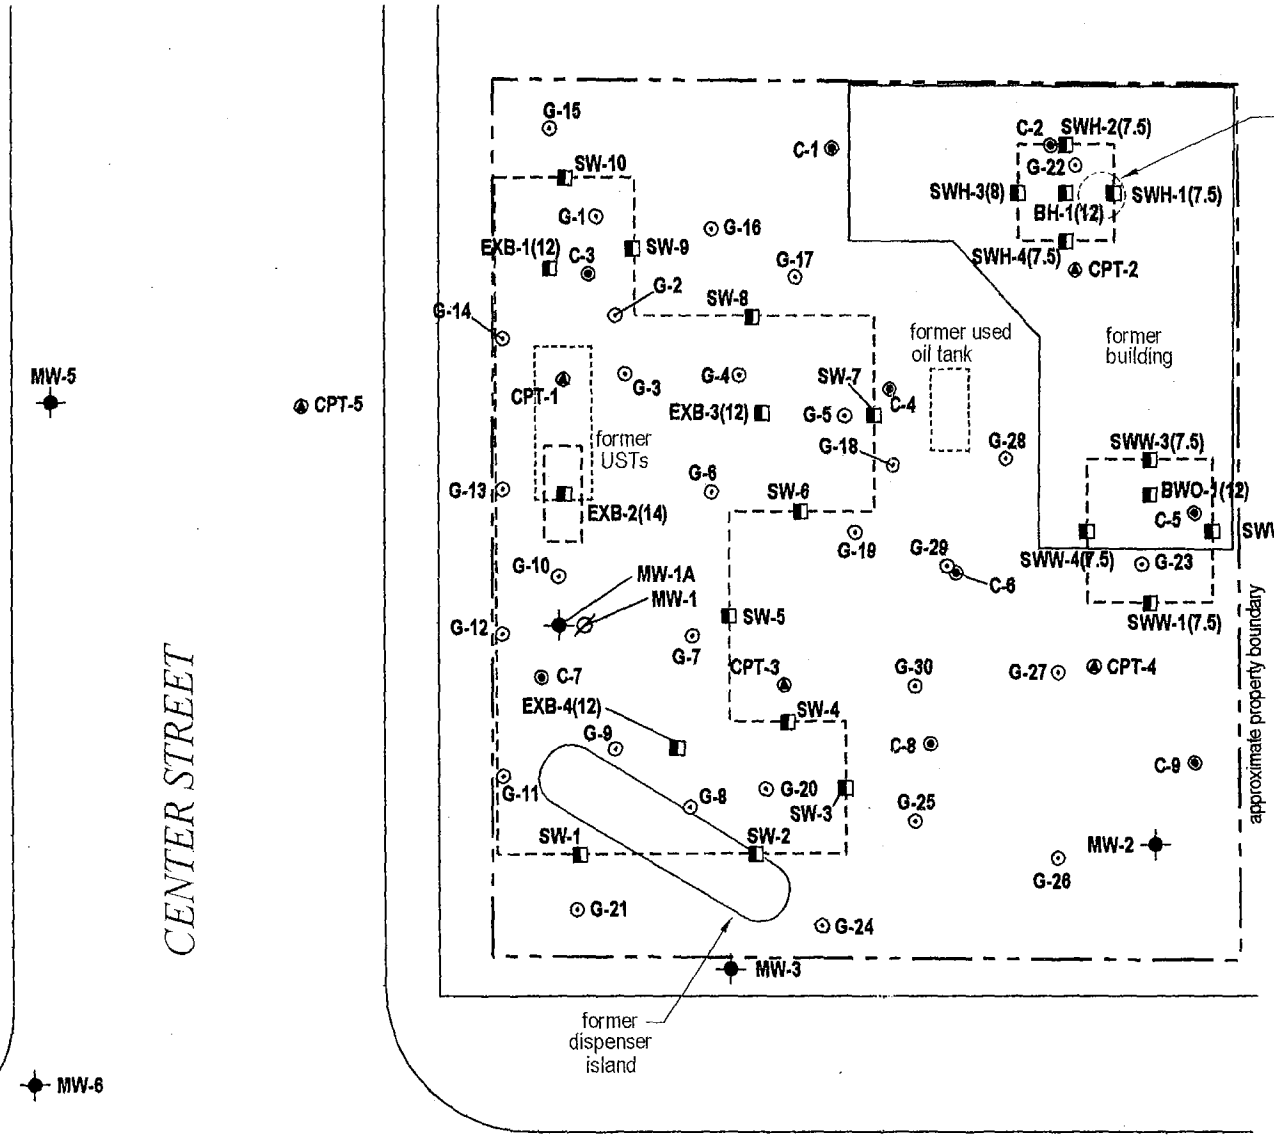 G-15
C-2
SWH-2(7.5)
C-1
SW-10
G-22
SWH-3(8)
SWH-1(7.5)
BH-1(12)
G-1
G-16
EXB-1(12)
C-3
SW-9
SWH-4(7.5)
CPT-2
G-17
G-2
SW-8
G-14
former used
oil tank
former
building
MW-5
CPT-5
CPT-1
G-3
G-4
SW-7
C-4
EXB-3(12)
G-5
former
USTs
G-18
G-28
SWW-3(7.5)
G-13
G-6
SW-6
BWO-1(12)
EXB-2(14)
C-5
SWW
G-19
G-29
SWW-4(7.5)
G-23
G-10
MW-1A
C-6
MW-1
G-12
SW-5
SWW-1(7.5)
G-7
CPT-3
G-30
G-27
CPT-4
C-7
EXB-4(12)
SW-4
G-9
C-8
C-9
G-11
G-8
G-20
SW-3
G-25
SW-1
SW-2
MW-2
G-26
G-21
G-24
MW-3
former
dispenser
island
MW-6
CENTER STREET
approximate property boundary